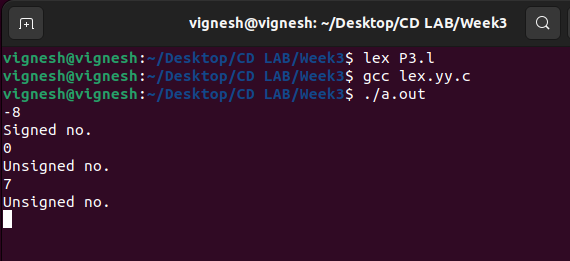 vignesh@vignesh: ~/Desktop/CD LAB/Week3
vignesh@vignesh:~/Desktop/CD LAB/Week3$ lex P3.l
vignesh@vignesh:~/Desktop/CD LAB/Week3$ gcc lex.yy.c
vignesh@vignesh:~/Desktop/CD LAB/Week3$ ./a.out
-8
Signed no.
0
Unsigned no.
7
Unsigned no.